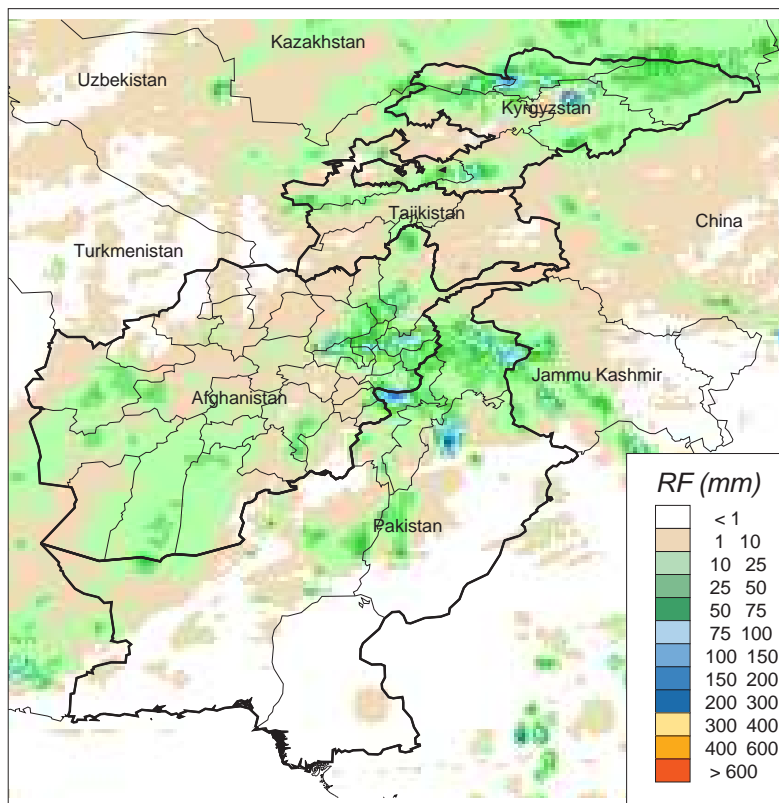 Kazakhstan
Uzbekistan
Kyrgyzstan
Tajikistan
China
Turkmenistan
Jammu Kashmir
Afghanistan
Pakistan
RF (mm)
< 1
1 10
10 25
25 50
50 75
75 100
100 150
150 200
200 300
300 400
400 600
> 600